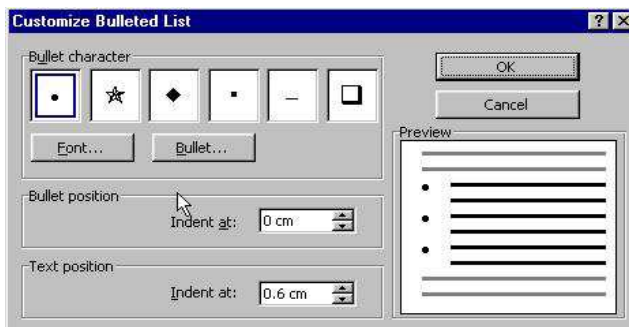 Customize Bulleted List
Bullet character
OK
Cancel
Font... Bullet...
Preview
Bullet position
Indent at: 0 cm
Text position
Indent at: 0.6 cm